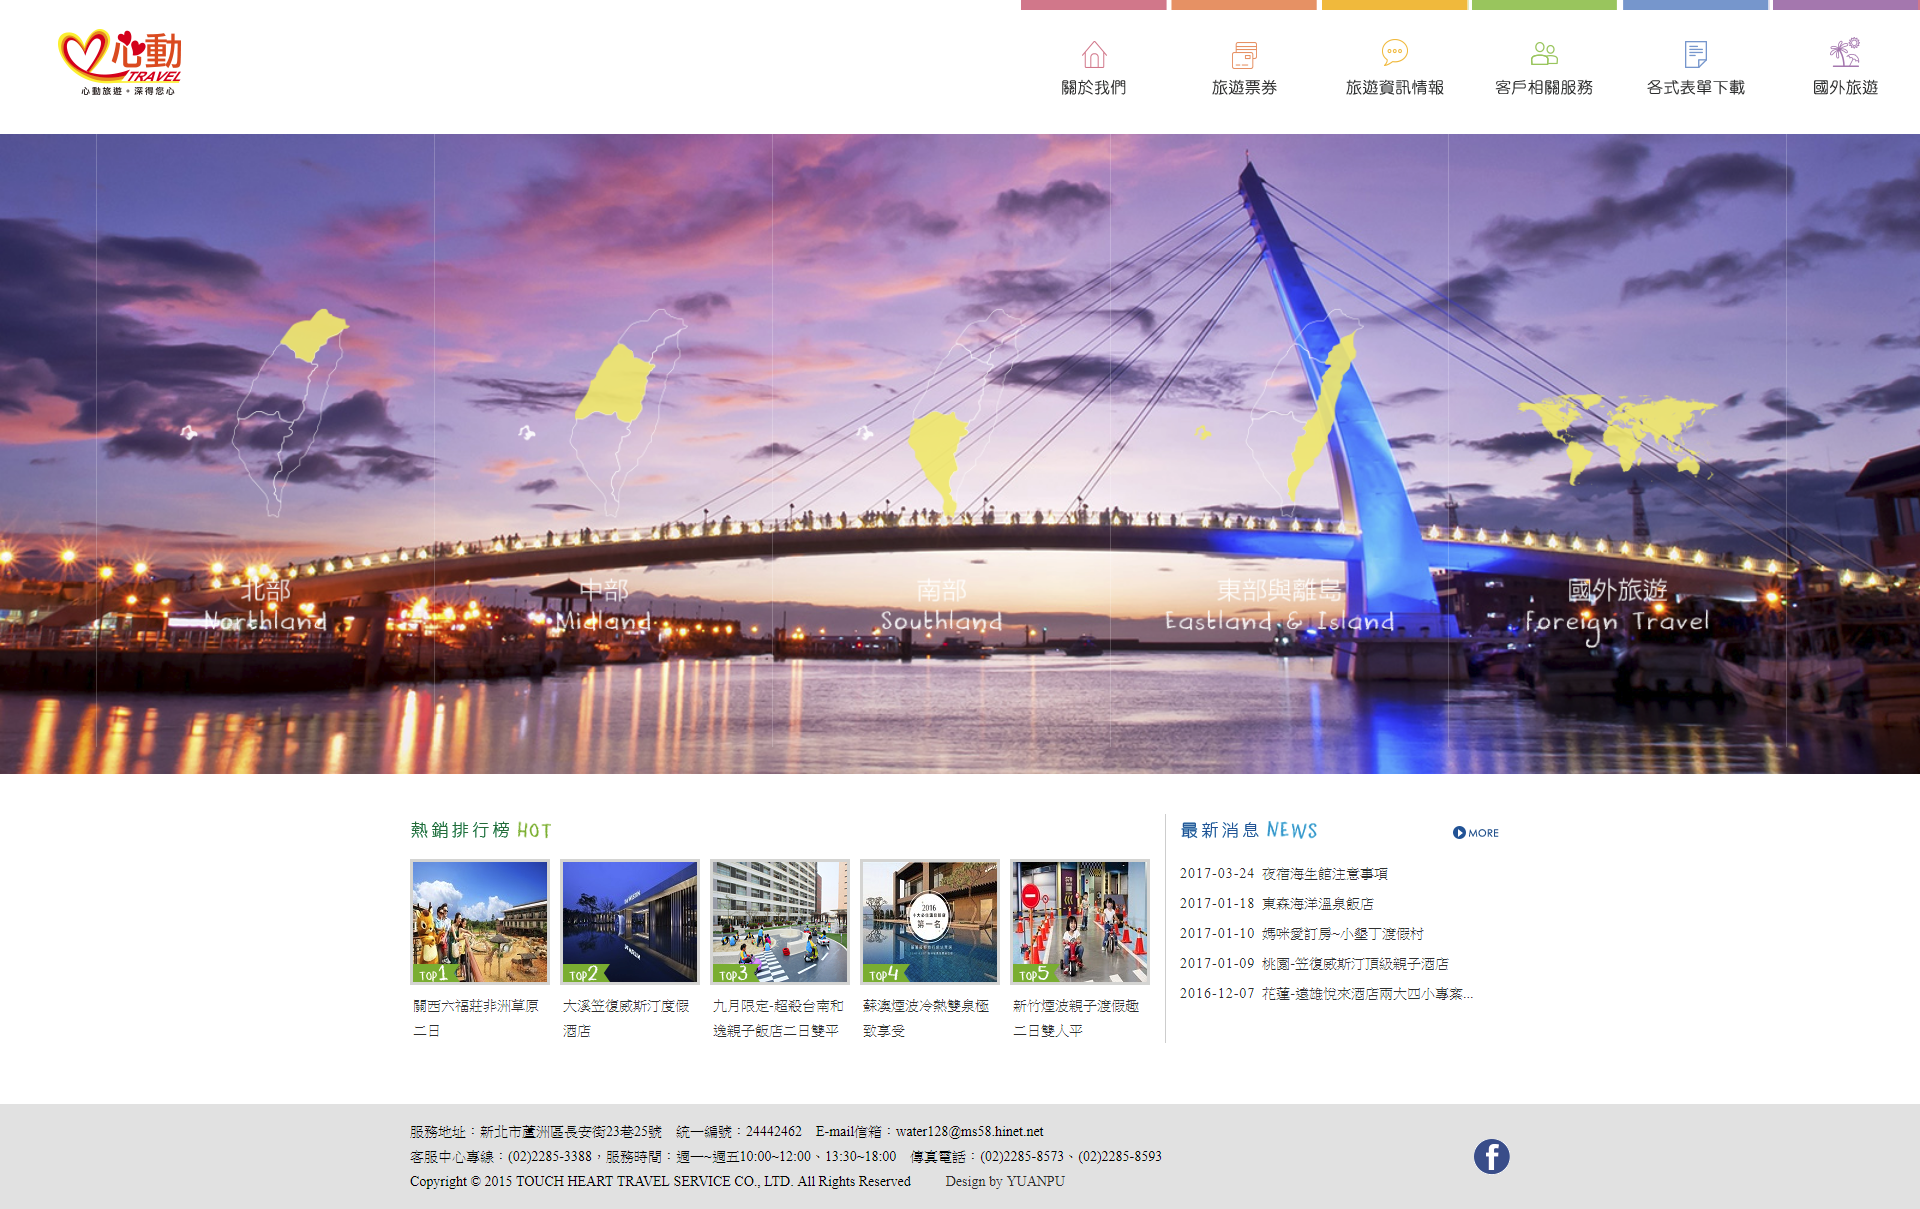 心動
TRAVEL
心動旅遊。深得您心
關於我們
旅遊票券
旅遊資訊情報
客戶相關服務
各式表單下載
國外旅遊
北部
Northland
中部
Midland
南部
Southland
東部與離島
Eastland & Island
國外旅遊
Foreign Travel
熱銷排行榜 HOT
TOP1
關西六福莊非洲草原
二日
TOP2
大溪笠復威斯汀度假
酒店
TOP3
九月限定-超殺台南和
逸親子飯店二日雙平
2016
第一名
TOP4
蘇澳煙波冷熱雙泉極
致享受
TOP5
新竹煙波親子渡假趣
二日雙人平
最新消息 NEWS
MORE
2017-03-24 夜宿海生館注意事項
2017-01-18 東森海洋溫泉飯店
2017-01-10 媽咪愛訂房~小墾丁渡假村
2017-01-09 桃園-笠復威斯汀頂級親子酒店
2016-12-07 花蓮-遠雄悅來酒店兩大四小專案...
服務地址：新北市蘆洲區長安街23巷25號 統一編號：24442462 E-mail信箱：water128@ms58.hinet.net
客服中心專線：(02)2285-3388，服務時間：週一~週五10:00~12:00、13:30~18:00 傳真電話：(02)2285-8573、(02)2285-8593
Copyright © 2015 TOUCH HEART TRAVEL SERVICE CO., LTD. All Rights Reserved Design by YUANPU